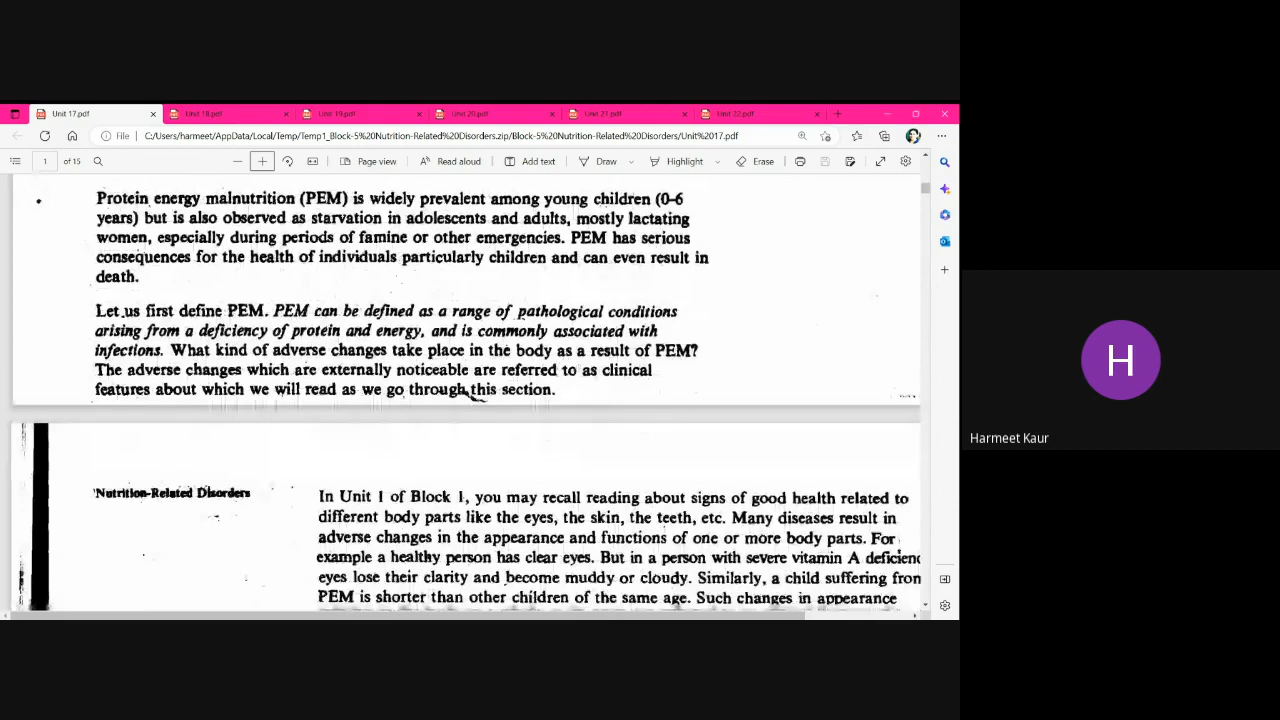 Unit 17.pdf
Unit 18.pdf
Unit 19.pdf
Unit 20.pdf
Unit 21.pdf
Unit 22.pdf
File
C:/Users/harmeet/AppData/Local/Temp/Temp1_Block-5%20Nutrition-Related%20Disorders.zip/Block-5%20Nutrition-Related%20Disorders/Unit%2017.pdf
1 of 15
Page view
Read aloud
Add text
Draw
Highlight
Erase
Protein energy malnutrition (PEM) is widely prevalent among young children (0-6
years) but is also observed as starvation in adolescents and adults, mostly lactating
women, especially during periods of famine or other emergencies. PEM has serious
consequences for the health of individuals particularly children and can even result in
death.
Let us first define PEM. PEM can be defined as a range of pathological conditions
arising from a deficiency of protein and energy, and is commonly associated with
infections. What kind of adverse changes take place in the body as a result of PEM?
The adverse changes which are externally noticeable are referred to as clinical
features about which we will read as we go through this section.
Nutrition-Related Disorders
In Unit 1 of Block 1, you may recall reading about signs of good health related to
different body parts like the eyes, the skin, the teeth, etc. Many diseases result in
adverse changes in the appearance and functions of one or more body parts. For
example a healthy person has clear eyes. But in a person with severe vitamin A deficienc
eyes lose their clarity and become muddy or cloudy. Similarly, a child suffering from
PEM is shorter than other children of the same age. Such changes in appearance
H
Harmeet Kaur